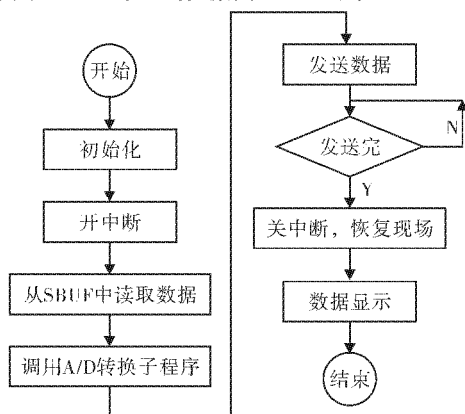 开始
初始化
开中断
从SBUF中读取数据
调用A/D转换子程序
发送数据
发送完
N
Y
关中断，恢复现场
数据显示
结束